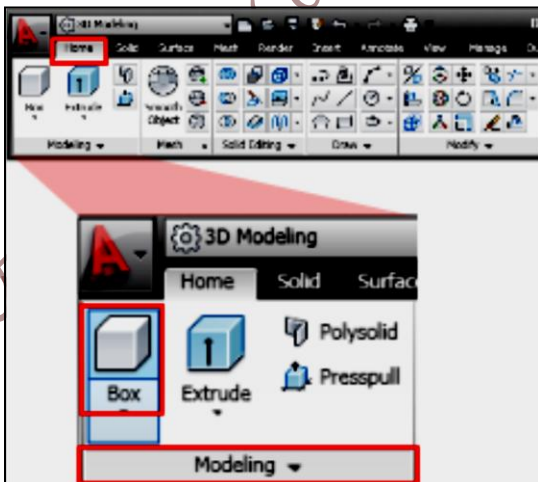 3D Modeling
Home Solid Surface Mesh Render Insert Annotate View Manage
Box Extrude Smooth Object
Modeling Mesh Solid Editing Draw Modify
3D Modeling
Home Solid Surfac
Polysolid
Presspull
Box Extrude
Modeling